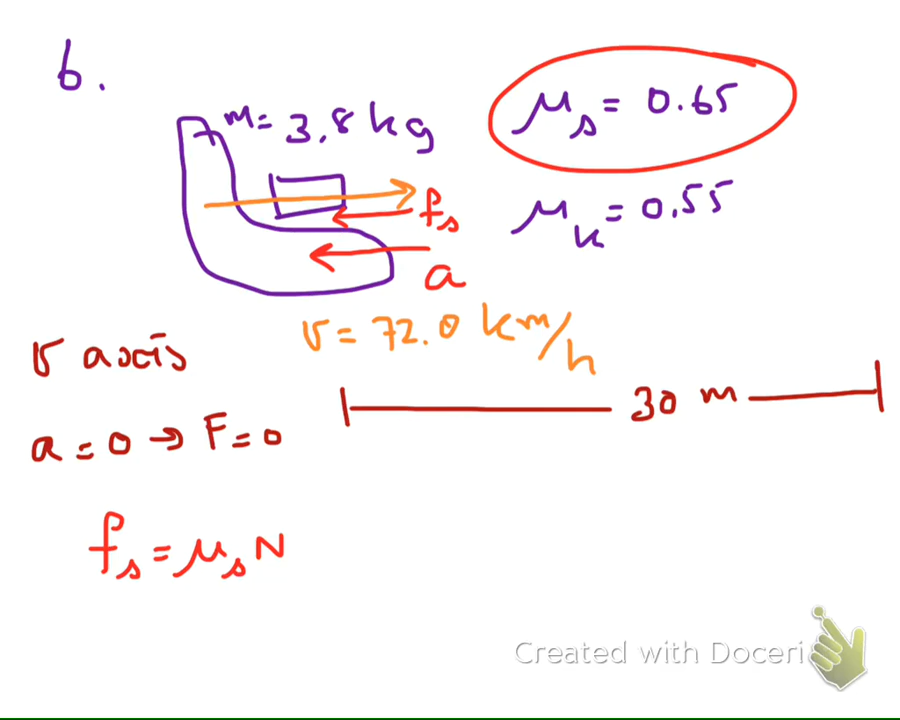 6.
m = 3.8 kg
μs = 0.65
fs
μk = 0.55
a
v = 72.0 km/h
v axis
30 m
a = 0 → F = 0
fs = μs N
Created with Doceri